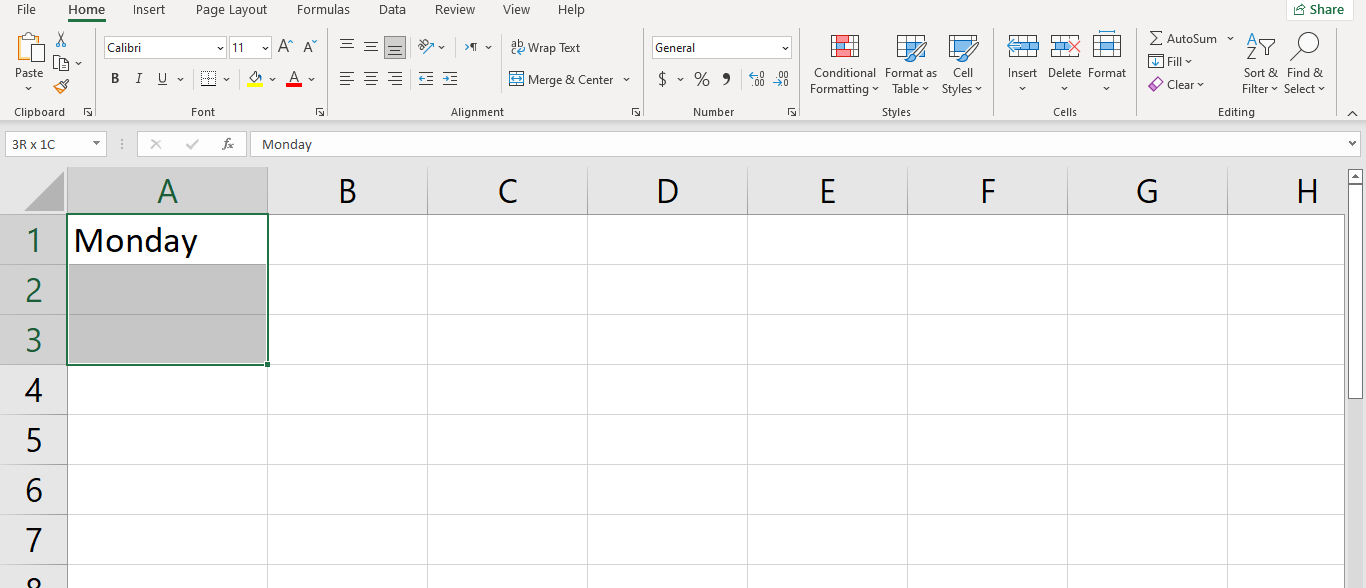 File Home Insert Page Layout Formulas Data Review View Help Share
Calibri 11 A A ab Wrap Text General AutoSum A Z
Paste B I U A Merge & Center $ % 9 .00 .0 Conditional Formatting Format as Table Cell Styles Insert Delete Format Fill Clear Sort & Filter Find & Select
Clipboard Font Alignment Number Styles Cells Editing
3R x 1C fx Monday
A B C D E F G H
1 Monday
2
3
4
5
6
7
8